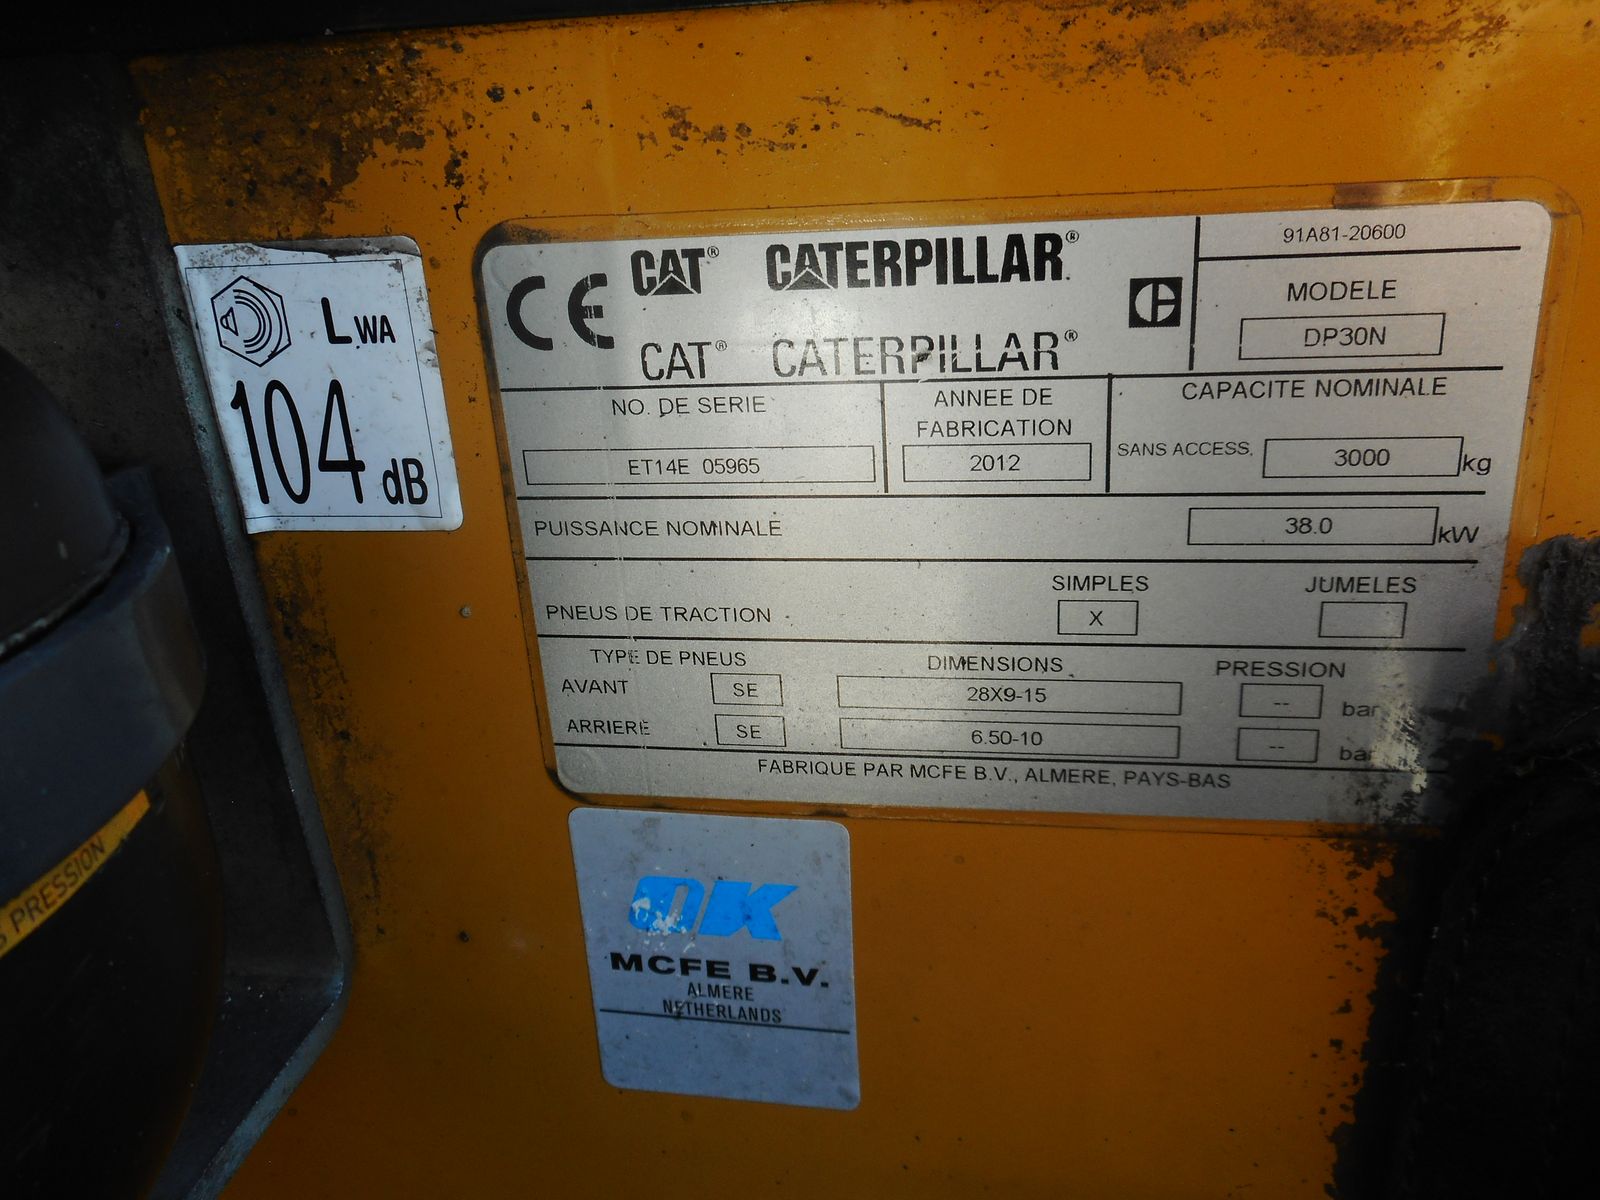 LWA
104 dB
S PRESSION
CE CAT® CATERPILLAR®
CAT® CATERPILLAR®
91A81-20600
MODELE
DP30N
NO. DE SERIE
ET14E 05965
ANNEE DE
FABRICATION
2012
CAPACITE NOMINALE
SANS ACCESS. 3000 kg
PUISSANCE NOMINALE 38.0 kW
SIMPLES JUMELES
PNEUS DE TRACTION X
TYPE DE PNEUS DIMENSIONS PRESSION
AVANT SE 28X9-15 -- bar
ARRIERE SE 6.50-10 -- bar
FABRIQUE PAR MCFE B.V., ALMERE, PAYS-BAS
OK
MCFE B.V.
ALMERE
NETHERLANDS